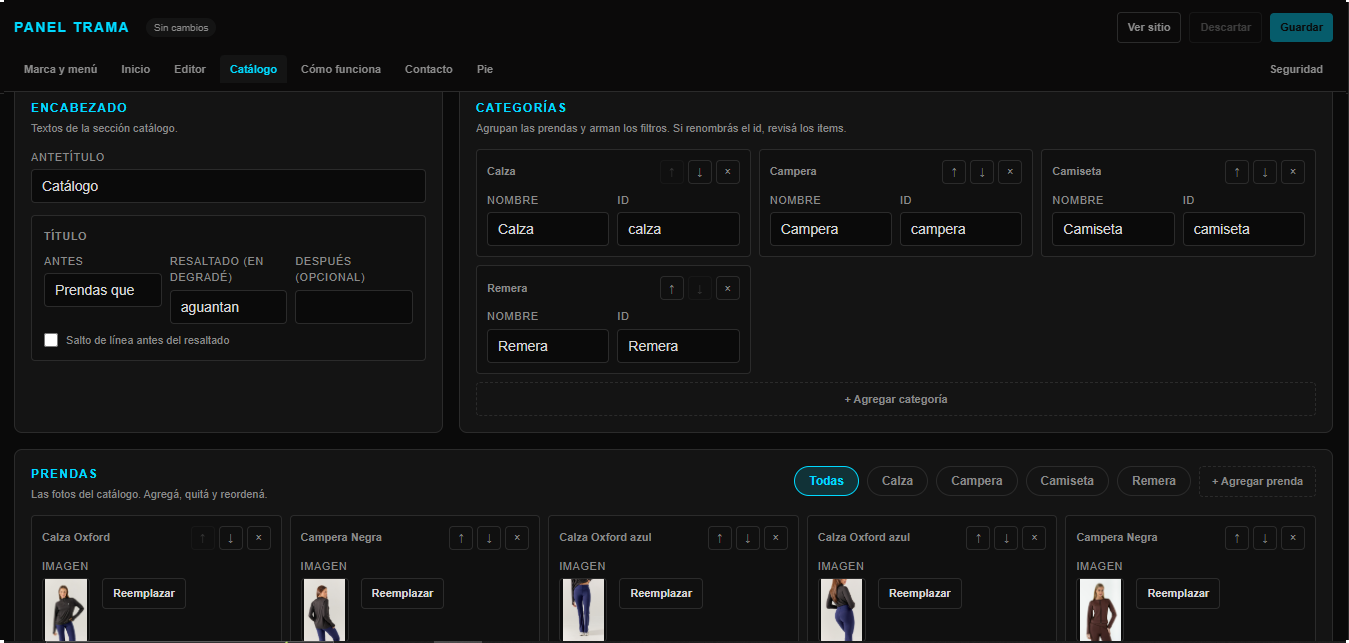 PANEL TRAMA Sin cambios Ver sitio Descartar Guardar
Marca y menú Inicio Editor Catálogo Cómo funciona Contacto Pie Seguridad
ENCABEZADO
Textos de la sección catálogo.
ANTETÍTULO
Catálogo
TÍTULO
ANTES
Prendas que
RESALTADO (EN
DEGRADÉ)
aguantan
DESPUÉS
(OPCIONAL)
Salto de línea antes del resaltado
CATEGORÍAS
Agrupan las prendas y arman los filtros. Si renombrás el id, revisá los items.
Calza ↑ ↓ ×
NOMBRE ID
Calza calza
Campera ↑ ↓ ×
NOMBRE ID
Campera campera
Camiseta ↑ ↓ ×
NOMBRE ID
Camiseta camiseta
Remera ↑ ↓ ×
NOMBRE ID
Remera Remera
+ Agregar categoría
PRENDAS
Las fotos del catálogo. Agregá, quitá y reordená.
Todas Calza Campera Camiseta Remera + Agregar prenda
Calza Oxford ↑ ↓ ×
IMAGEN
Reemplazar
Campera Negra ↑ ↓ ×
IMAGEN
Reemplazar
Calza Oxford azul ↑ ↓ ×
IMAGEN
Reemplazar
Calza Oxford azul ↑ ↓ ×
IMAGEN
Reemplazar
Campera Negra ↑ ↓ ×
IMAGEN
Reemplazar